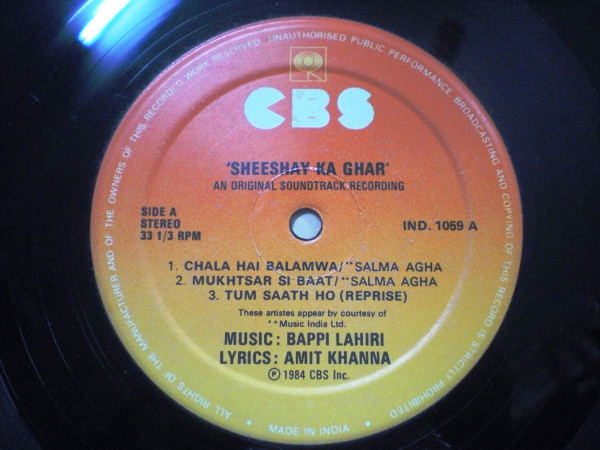 ALL RIGHTS OF THE MANUFACTURER AND OF THE OWNERS OF THIS RECORDED WORK RESERVED. UNAUTHORISED PUBLIC PERFORMANCE, BROADCASTING AND COPYING OF THIS RECORD IS STRICTLY PROHIBITED
CBS
'SHEESHAY KA GHAR'
AN ORIGINAL SOUNDTRACK RECORDING
SIDE A
STEREO
33 1/3 RPM
IND. 1059 A
1. CHALA HAI BALAMWA/**SALMA AGHA
2. MUKHTSAR SI BAAT/**SALMA AGHA
3. TUM SAATH HO (REPRISE)
These artistes appear by courtesy of
**Music India Ltd.
MUSIC: BAPPI LAHIRI
LYRICS: AMIT KHANNA
℗ 1984 CBS Inc.
MADE IN INDIA